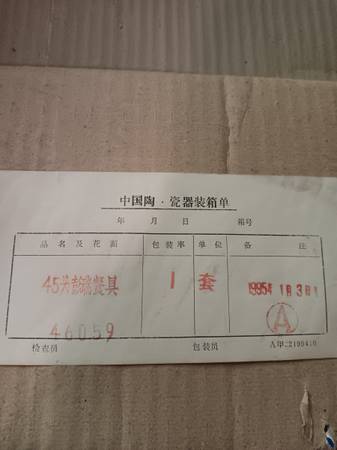 中国陶·瓷器装箱单
年 月 日 箱号
品名及花面 包装率 单位 备 注
45头 餐具 1 套 1995年1月3
46059
A
检查员 包装员 A甲